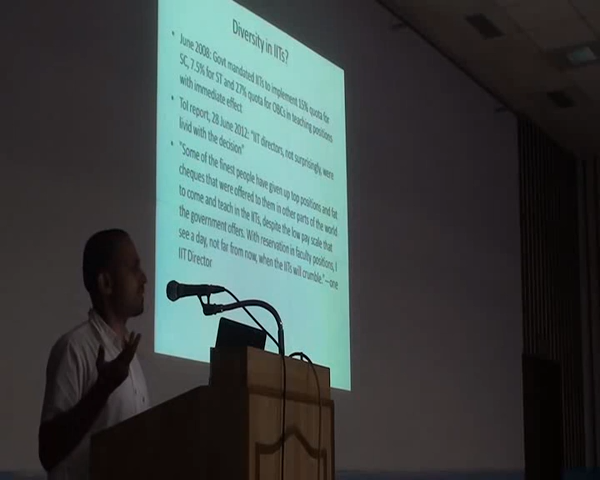 Diversity in IITs?
• June 2008: Govt mandated IITs to implement 15% quota for
SC, 7.5% for ST and 27% quota for OBCs in teaching positions
with immediate effect
• ToI report, 28 June 2012: "IIT directors, not surprisingly, were
livid with the decision"
• "Some of the finest people have given up top positions and fat
cheques that were offered to them in other parts of the world
to come and teach in the IITs, despite the low pay scale that
the government offers. With reservation in faculty positions, I
see a day, not far from now, when the IITs will crumble."—one
IIT Director